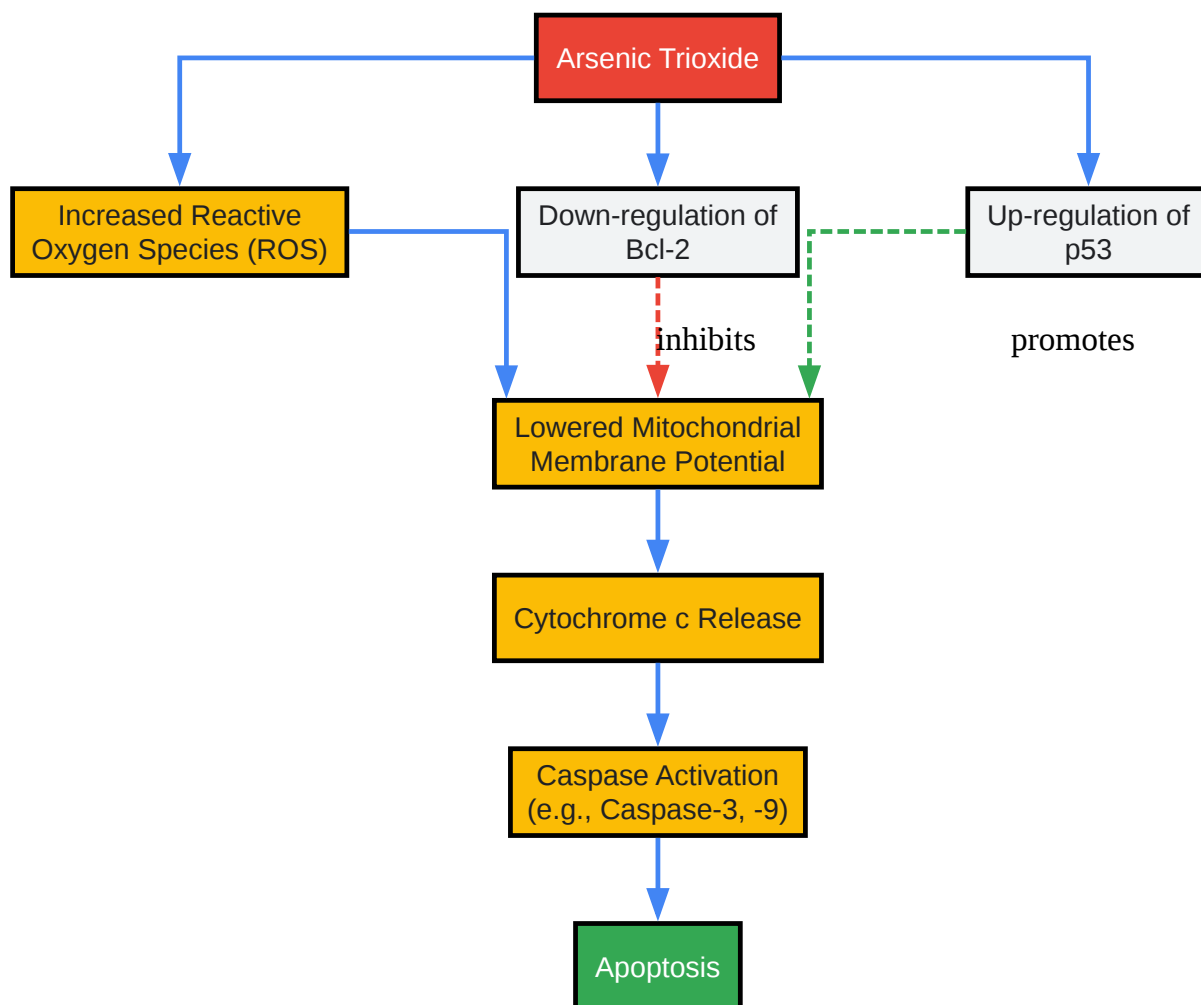 Arsenic Trioxide
Increased Reactive
Oxygen Species (ROS)
Down-regulation of
Bcl-2
Up-regulation of
p53
inhibits
promotes
Lowered Mitochondrial
Membrane Potential
Cytochrome c Release
Caspase Activation
(e.g., Caspase-3, -9)
Apoptosis